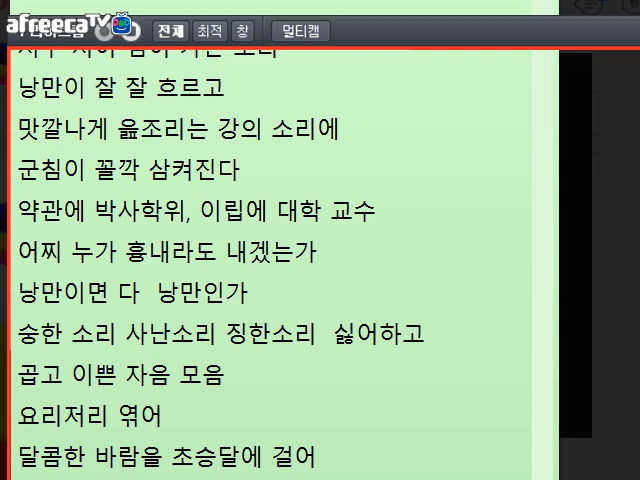 afreecaTV
전체 최적 창 멀티캠
낭만이 잘 잘 흐르고
맛깔나게 읊조리는 강의 소리에
군침이 꼴깍 삼켜진다
약관에 박사학위, 이립에 대학 교수
어찌 누가 흉내라도 내겠는가
낭만이면 다 낭만인가
숭한 소리 사난소리 징한소리 싫어하고
곱고 이쁜 자음 모음
요리저리 엮어
달콤한 바람을 초승달에 걸어